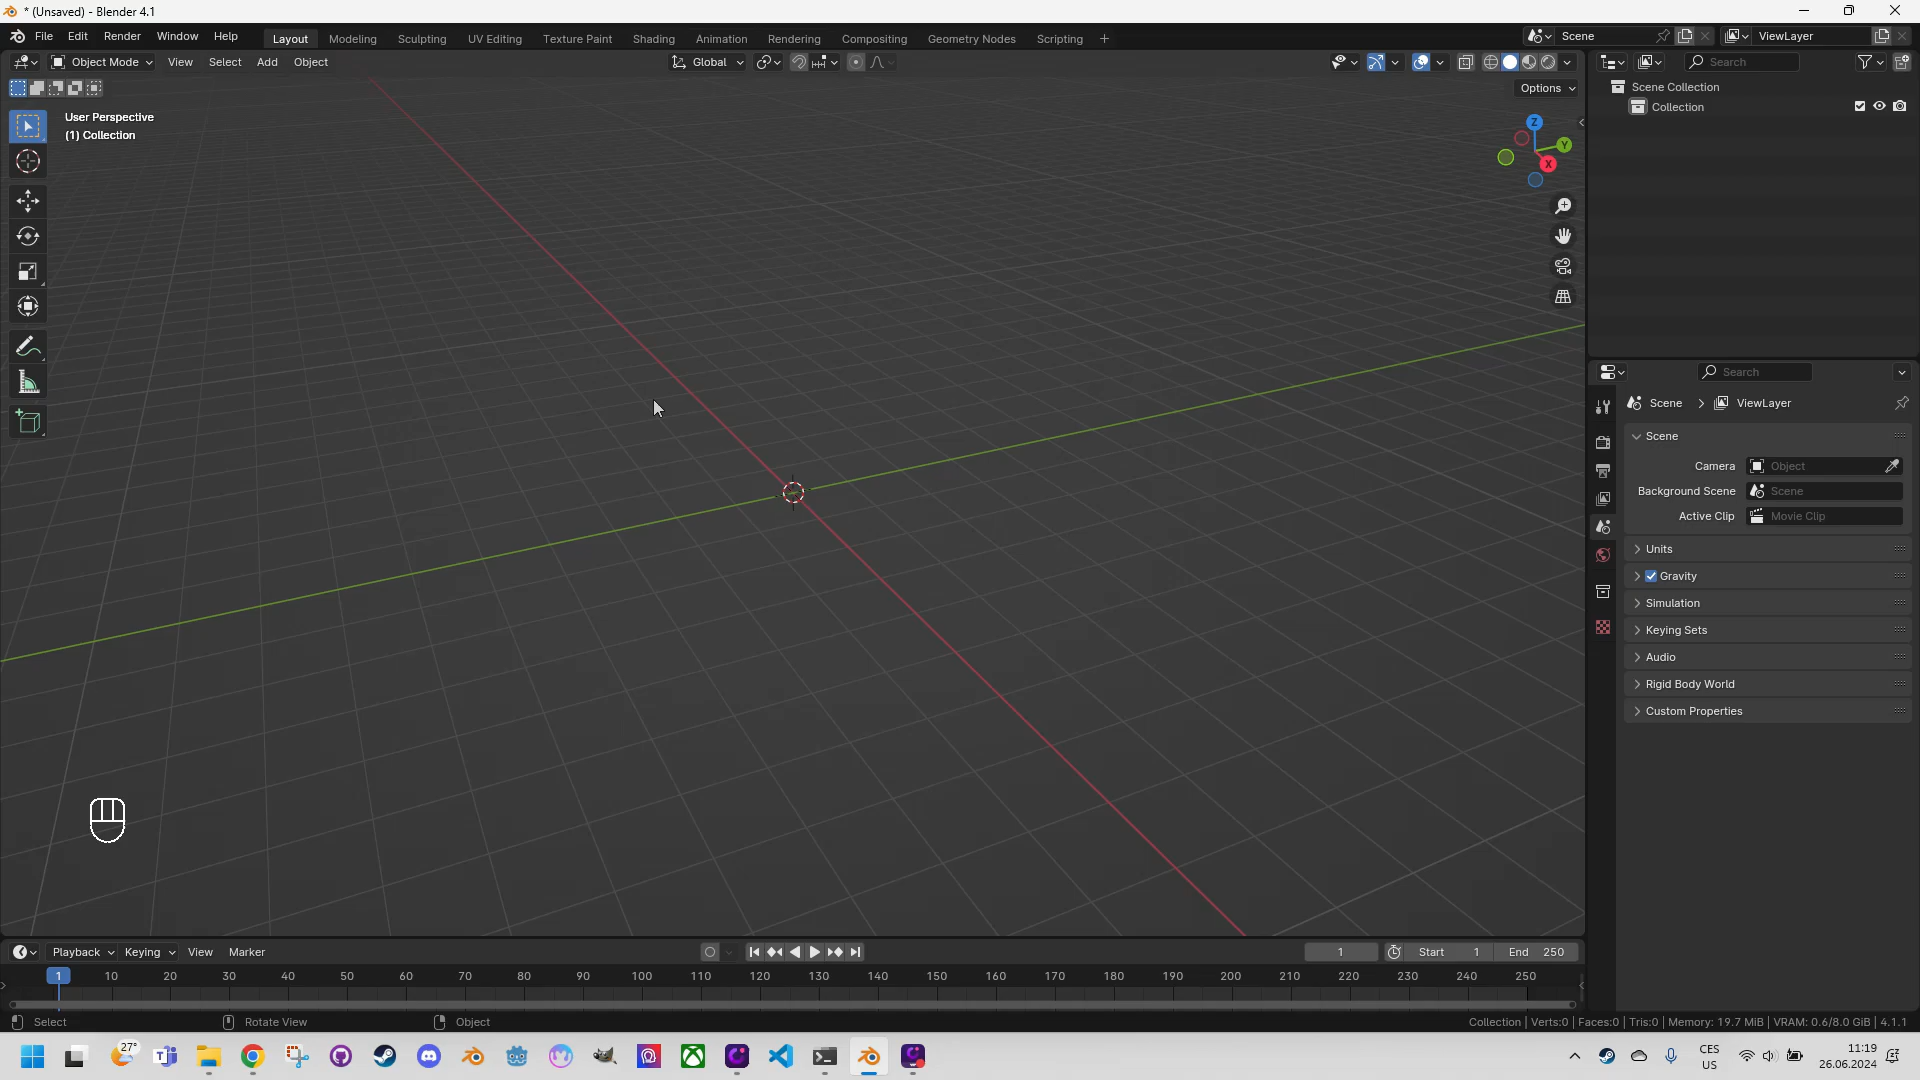 * (Unsaved) - Blender 4.1
File Edit Render Window Help Layout Modeling Sculpting UV Editing Texture Paint Shading Animation Rendering Compositing Geometry Nodes Scripting + Scene ViewLayer
Object Mode View Select Add Object Global Search
Options
User Perspective
(1) Collection
Z
Y
X
Scene Collection
Collection
Search
Scene ViewLayer
Scene
Camera Object
Background Scene Scene
Active Clip Movie Clip
Units
Gravity
Simulation
Keying Sets
Audio
Rigid Body World
Custom Properties
Playback Keying View Marker 1 Start 1 End 250
1 10 20 30 40 50 60 70 80 90 100 110 120 130 140 150 160 170 180 190 200 210 220 230 240 250
Select Rotate View Object Collection | Verts:0 | Faces:0 | Tris:0 | Memory: 19.7 MiB | VRAM: 0.6/8.0 GiB | 4.1.1
27°
CES
US
11:19
26.06.2024